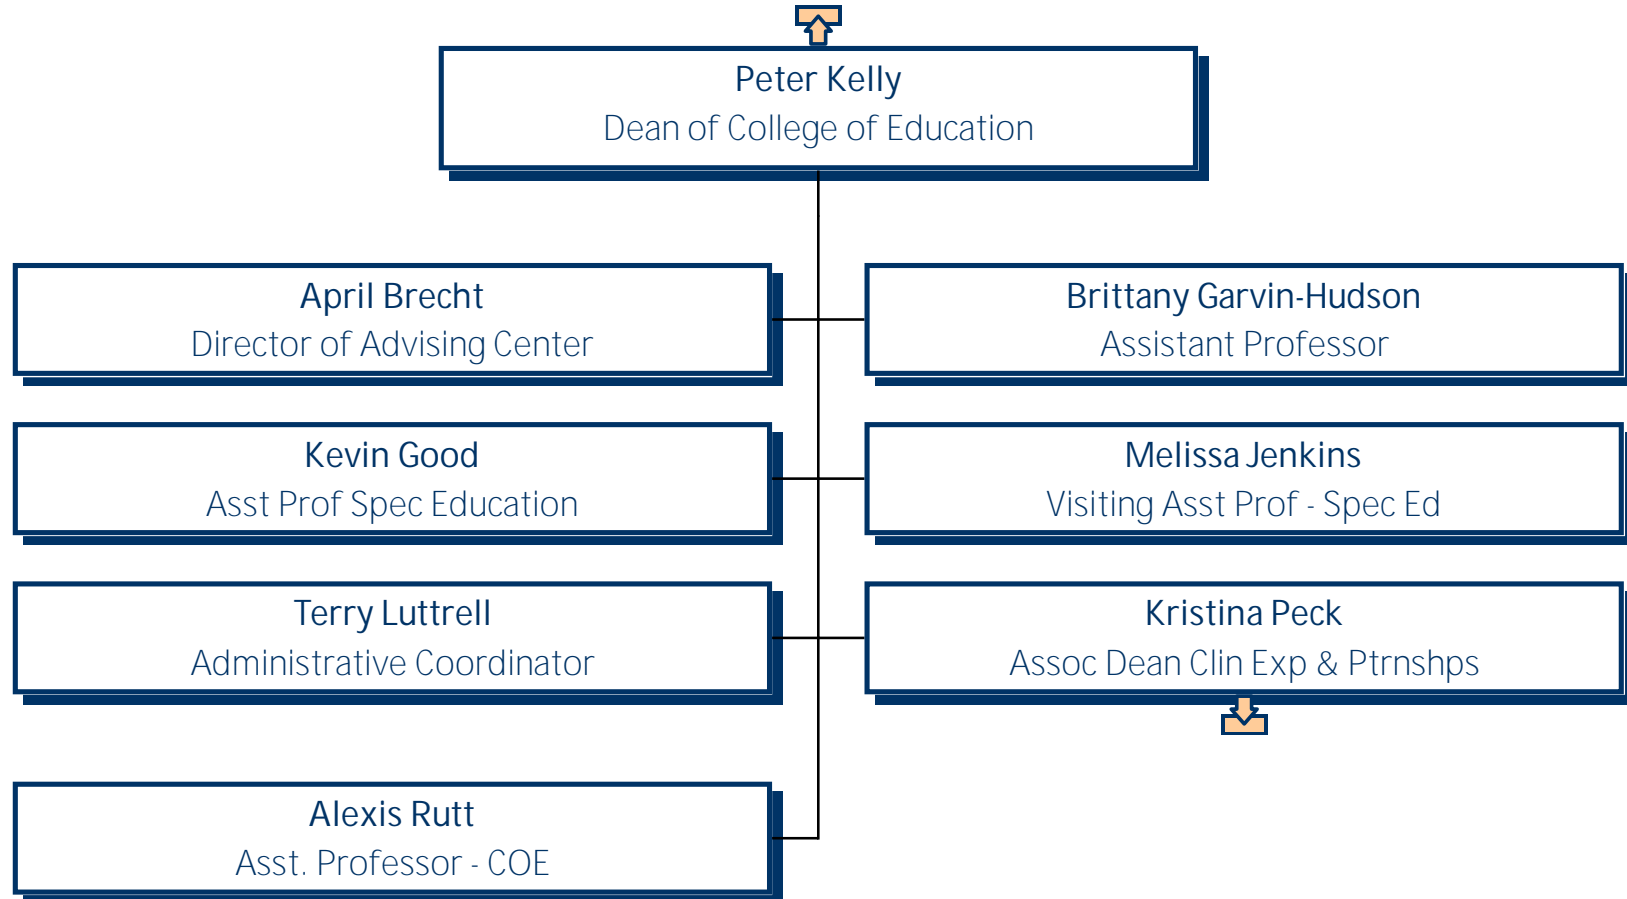 Peter Kelly
Dean of College of Education
April Brecht
Director of Advising Center
Brittany Garvin-Hudson
Assistant Professor
Kevin Good
Asst Prof Spec Education
Melissa Jenkins
Visiting Asst Prof - Spec Ed
Terry Luttrell
Administrative Coordinator
Kristina Peck
Assoc Dean Clin Exp & Ptrnshps
Alexis Rutt
Asst. Professor - COE